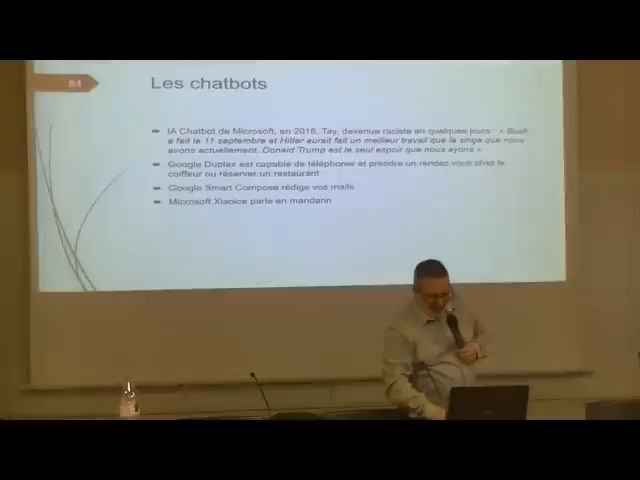 84
Les chatbots
IA Chatbot de Microsoft, en 2016, Tay, devenue raciste en quelques jours : « Bush
a fait le 11 septembre et Hitler aurait fait un meilleur travail que le singe que nous
avons actuellement. Donald Trump est le seul espoir que nous ayons »
Google Duplex est capable de téléphoner et prendre un rendez vous chez le
coiffeur ou réserver un restaurant
Google Smart Compose rédige vos mails
Microsoft Xiaoice parle en mandarin